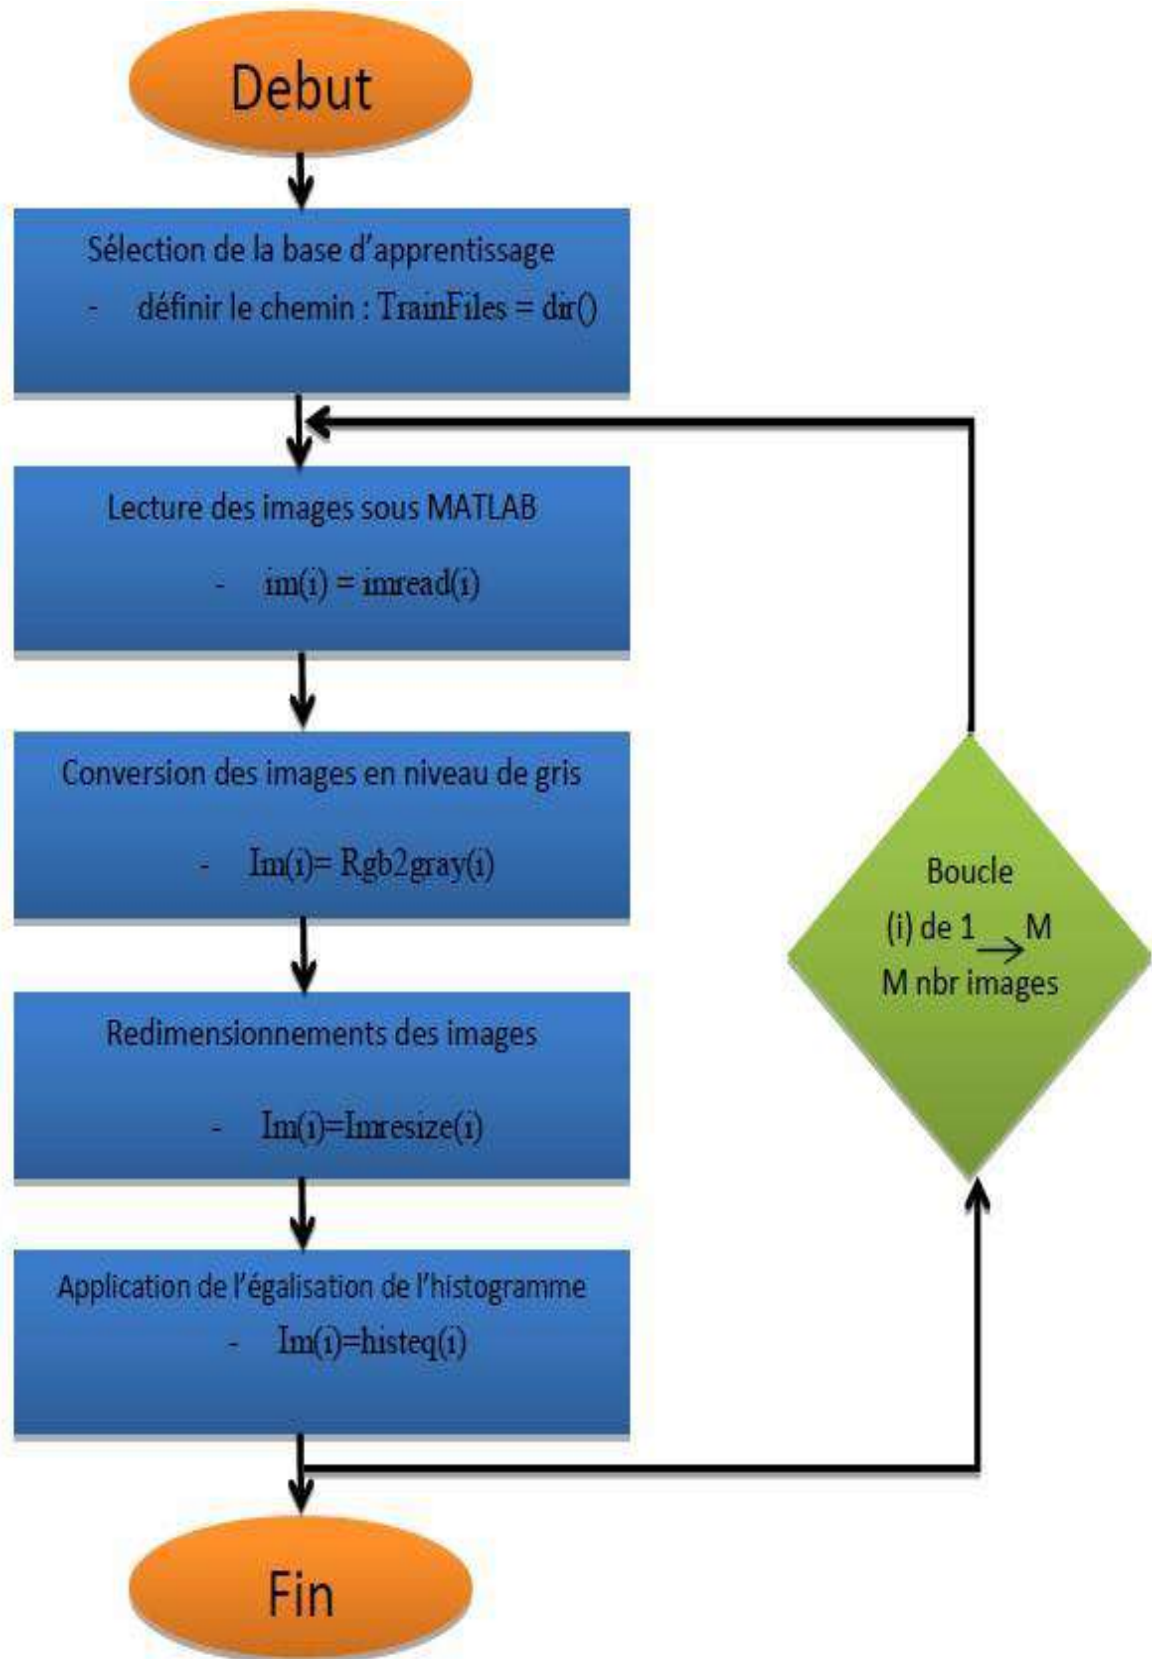 Debut
Sélection de la base d'apprentissage
- définir le chemin : TrainFiles = dir()
Lecture des images sous MATLAB
- im(i) = imread(i)
Conversion des images en niveau de gris
- Im(i)= Rgb2gray(i)
Redimensionnements des images
- Im(i)=Imresize(i)
Application de l'égalisation de l'histogramme
- Im(i)=histeq(i)
Fin
Boucle
(i) de 1 → M
M nbr images